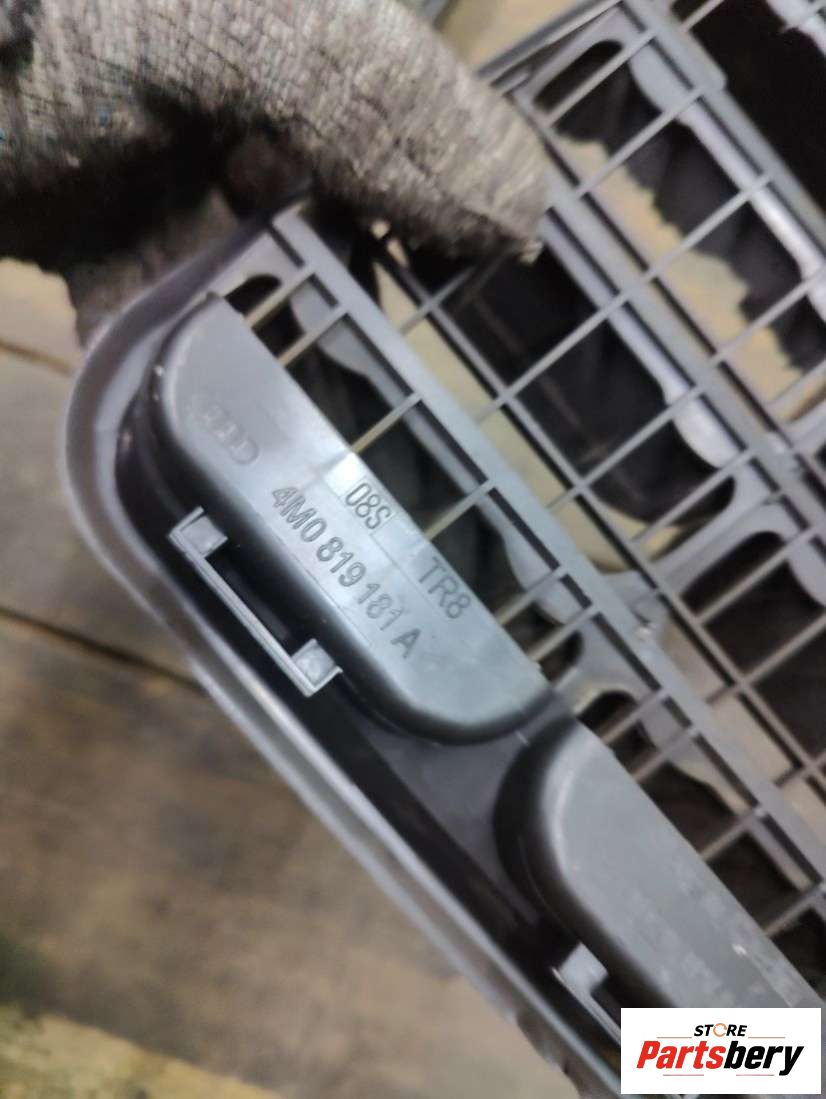 08S TR8
4M0 819 181 A
STORE
Partsbery